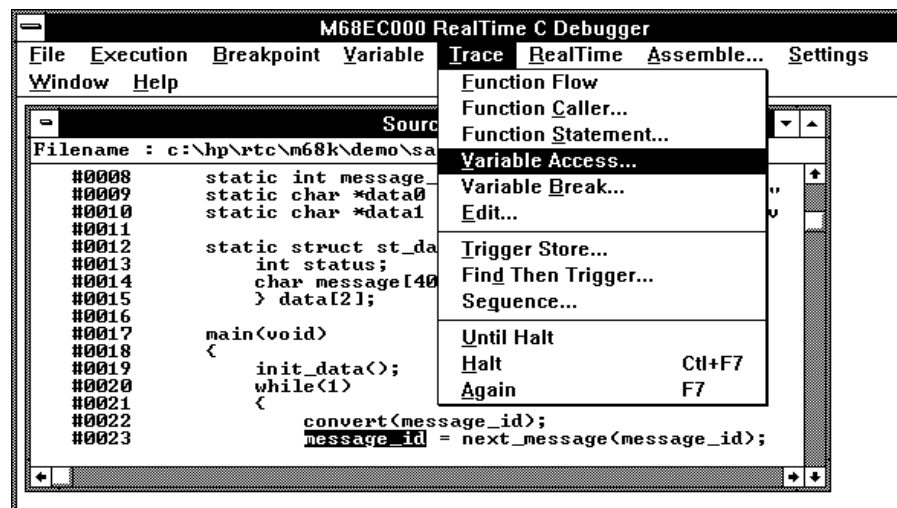 M68EC000 RealTime C Debugger
File Execution Breakpoint Variable Trace RealTime Assemble... Settings
Window Help
Function Flow
Function Caller...
Function Statement...
Variable Access...
Variable Break...
Edit...
Trigger Store...
Find Then Trigger...
Sequence...
Until Halt
Halt Ctl+F7
Again F7
Sourc
Filename : c:\hp\rtc\m68k\demo\sa
#0008 static int message_
#0009 static char *data0
#0010 static char *data1
#0011
#0012 static struct st_da
#0013 int status;
#0014 char message[40
#0015 } data[2];
#0016
#0017 main(void)
#0018 {
#0019 init_data();
#0020 while(1)
#0021 {
#0022 convert(message_id);
#0023 message_id = next_message(message_id);